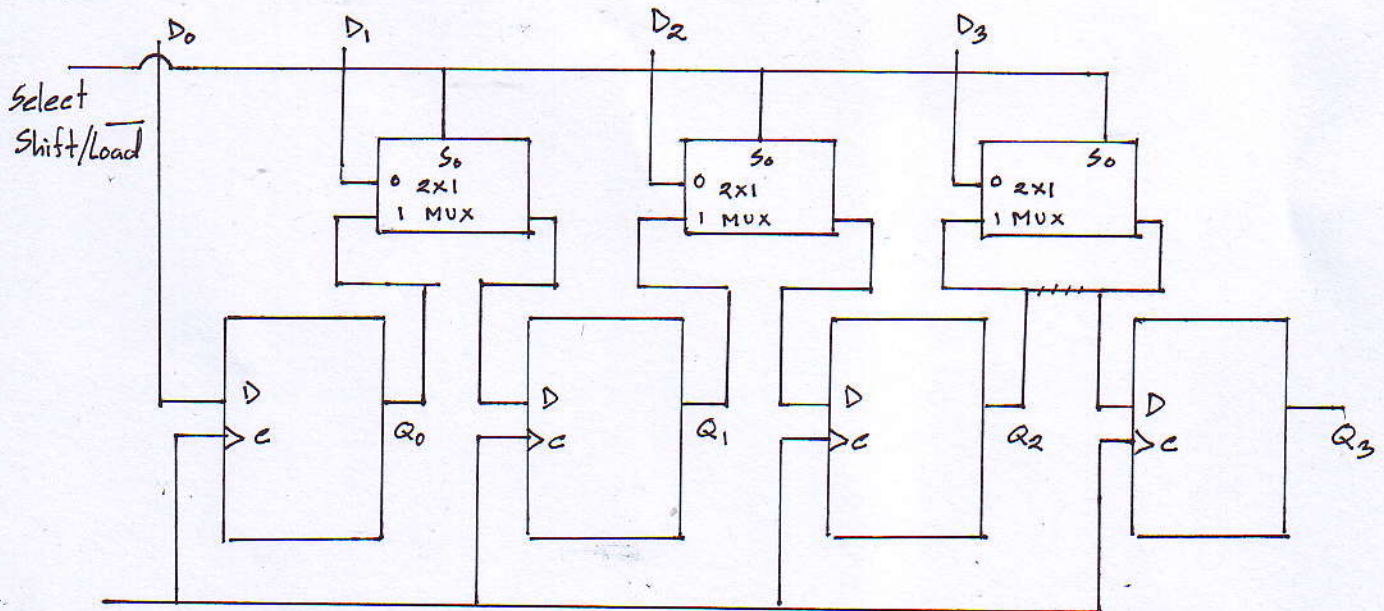 D0 D1 D2 D3
Select
Shift/Load
S0 S0 S0
0 2X1 0 2X1 0 2X1
1 MUX 1 MUX 1 MUX
D D D D
C Q0 C Q1 C Q2 C Q3